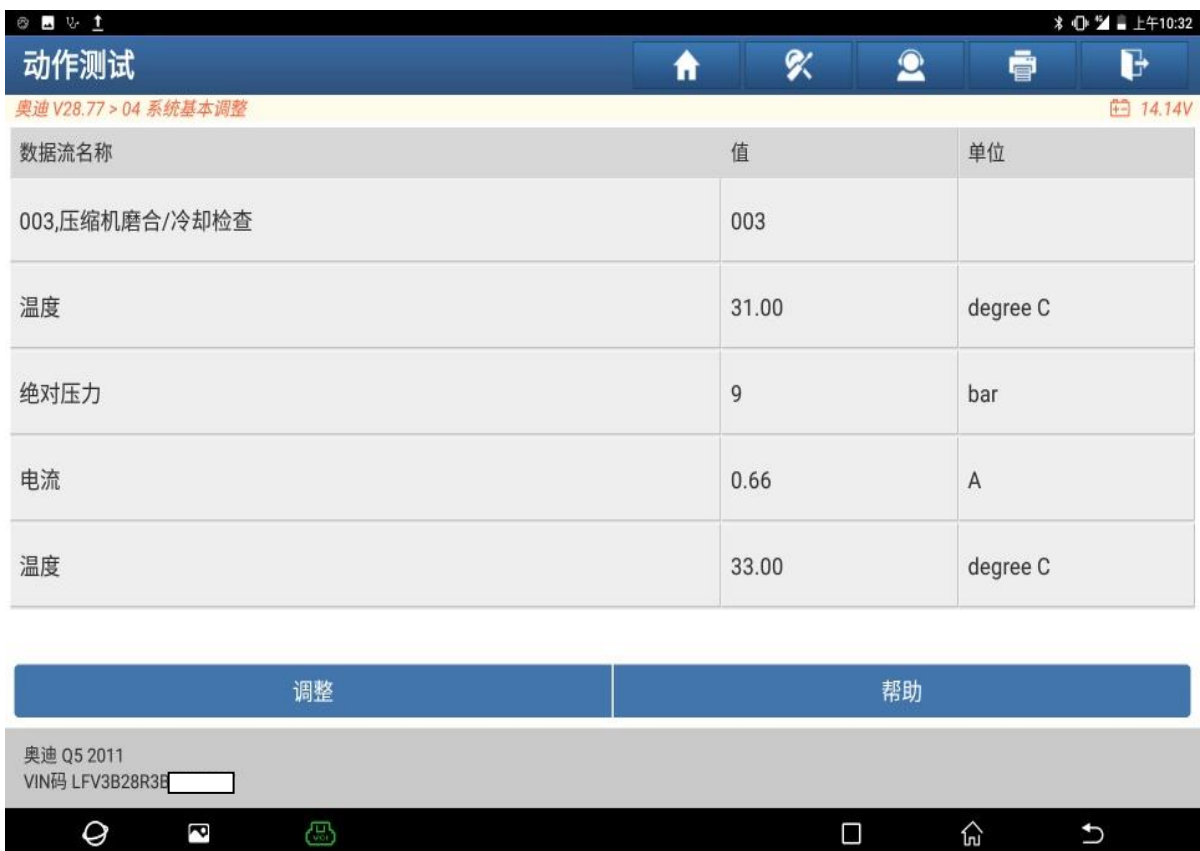 上午10:32
动作测试
奥迪 V28.77 > 04 系统基本调整 14.14V
数据流名称 值 单位
003,压缩机磨合/冷却检查 003
温度 31.00 degree C
绝对压力 9 bar
电流 0.66 A
温度 33.00 degree C
调整 帮助
奥迪 Q5 2011
VIN码 LFV3B28R3B
VCI